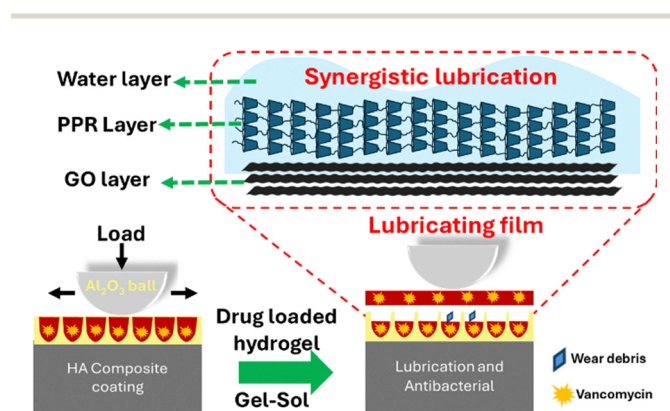 Water layer
Synergistic lubrication
PPR Layer
GO layer
Lubricating film
Load
Al₂O₃ ball
Drug loaded
hydrogel
Gel-Sol
HA Composite
coating
Lubrication and
Antibacterial
Wear debris
Vancomycin